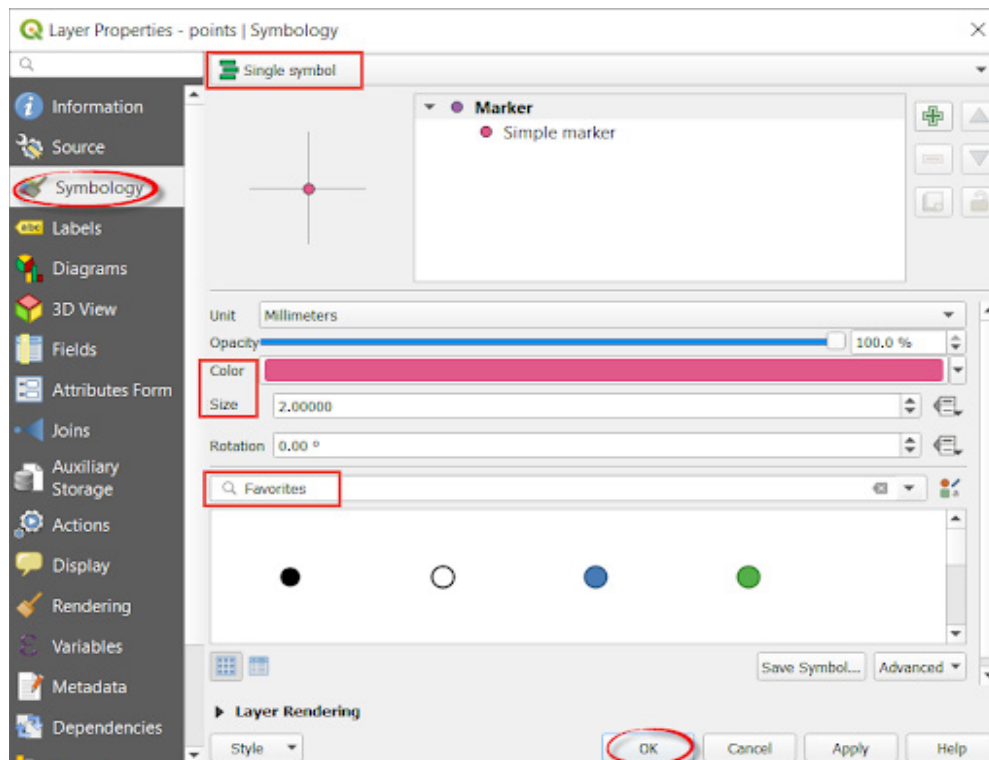 Layer Properties - points | Symbology
Single symbol
Information
Source
Symbology
abc Labels
Diagrams
3D View
Fields
Attributes Form
Joins
Auxiliary
Storage
Actions
Display
Rendering
Variables
Metadata
Dependencies
Marker
Simple marker
Unit Millimeters
Opacity 100.0 %
Color
Size 2.00000
Rotation 0.00 °
Favorites
Save Symbol... Advanced
Layer Rendering
Style OK Cancel Apply Help